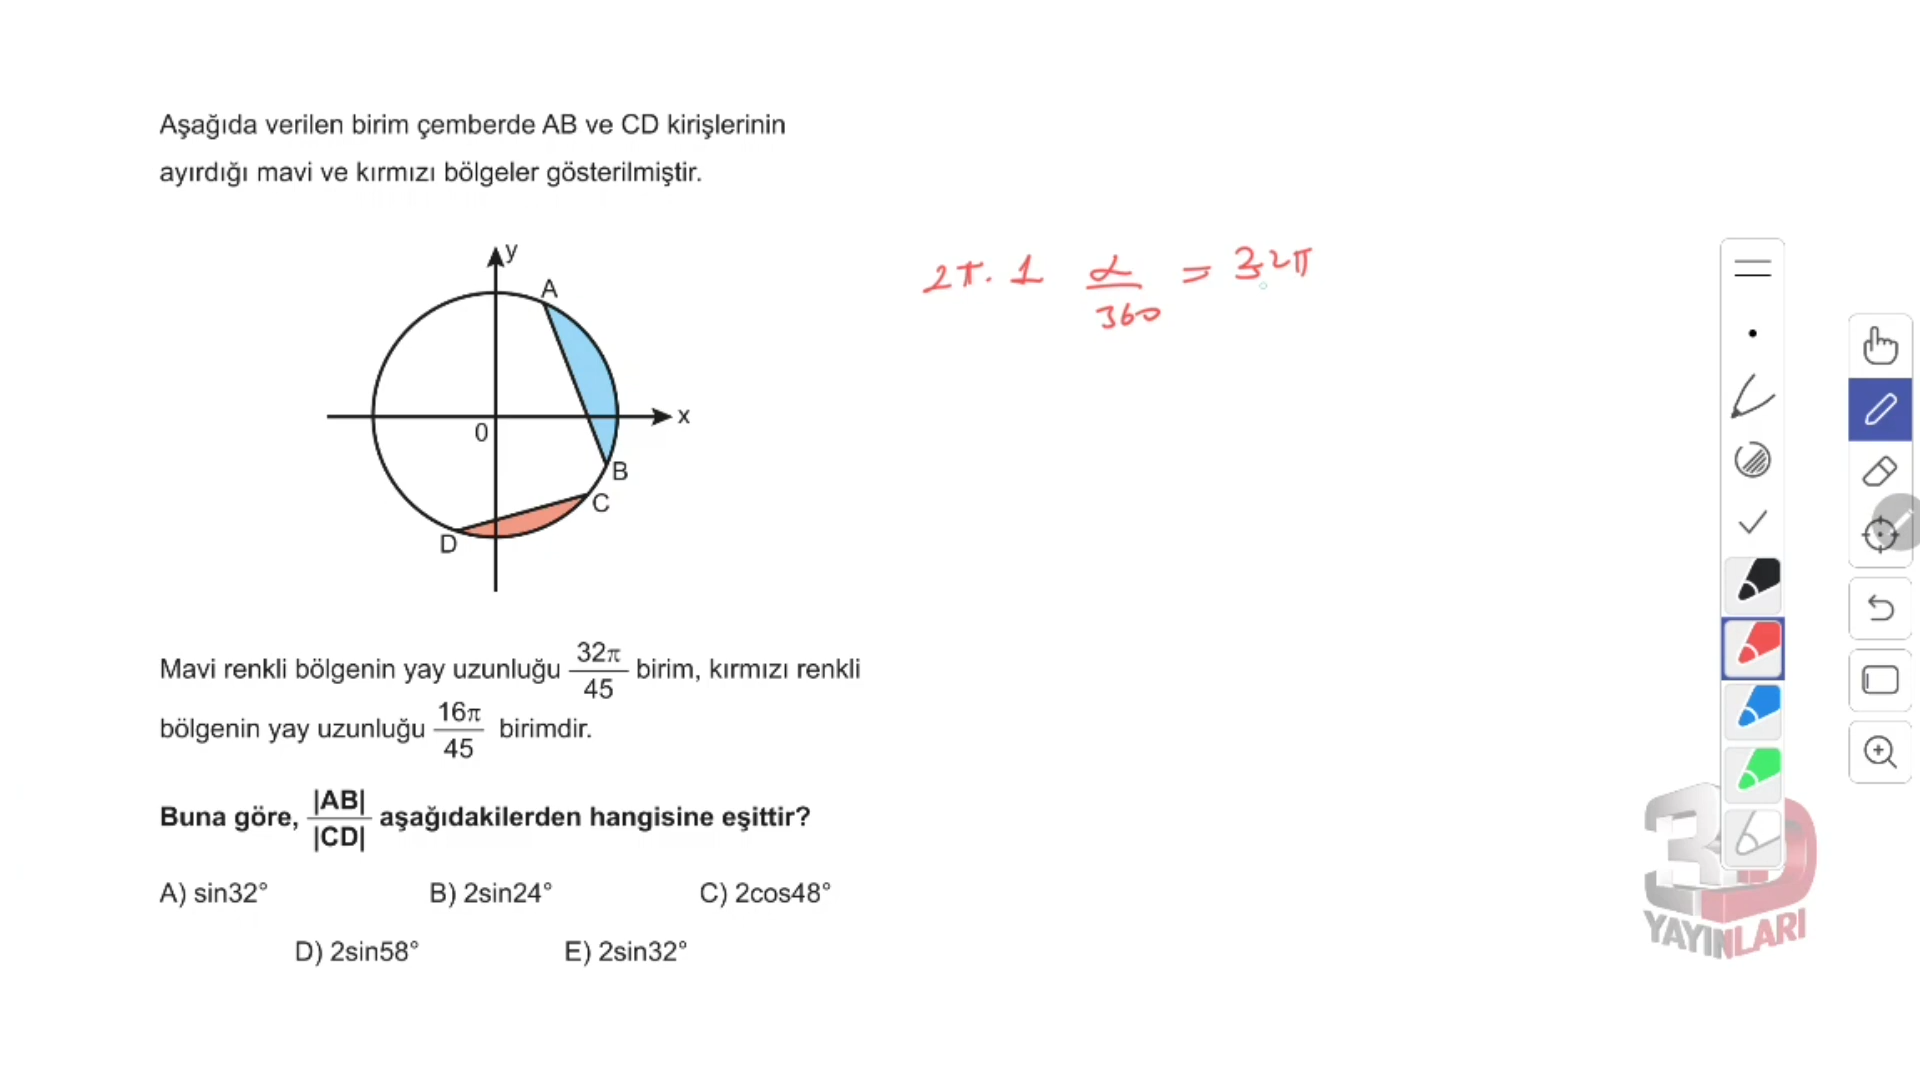 Aşağıda verilen birim çemberde AB ve CD kirişlerinin
ayırdığı mavi ve kırmızı bölgeler gösterilmiştir.
y
A
x
0
B
C
D
2π. 1 α/360 = 32π
Mavi renkli bölgenin yay uzunluğu 32π/45 birim, kırmızı renkli
bölgenin yay uzunluğu 16π/45 birimdir.
Buna göre, |AB|/|CD| aşağıdakilerden hangisine eşittir?
A) sin32° B) 2sin24° C) 2cos48°
D) 2sin58° E) 2sin32°
3D
YAYINLARI